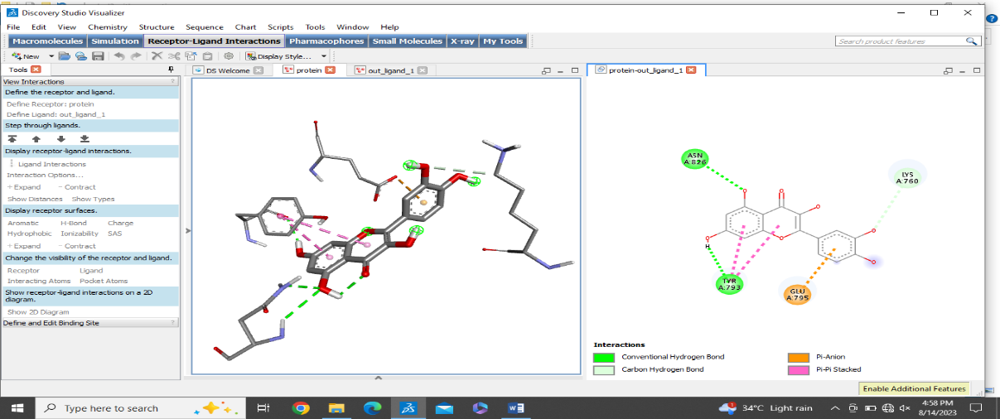 Discovery Studio Visualizer
File Edit View Chemistry Structure Sequence Chart Scripts Tools Window Help
Macromolecules Simulation Receptor-Ligand Interactions Pharmacophores Small Molecules X-ray My Tools
Search product features
New Display Style...
Tools DS Welcome protein out_ligand_1 protein-out_ligand_1
View Interactions ?
Define the receptor and ligand.
Define Receptor: protein
Define Ligand: out_ligand_1
Step through ligands.
Display receptor-ligand interactions.
Ligand Interactions
Interaction Options...
+ Expand - Contract
Show Distances Show Types
Display receptor surfaces.
Aromatic H-Bond Charge
Hydrophobic Ionizability SAS
+ Expand - Contract
Change the visibility of the receptor and ligand.
Receptor Ligand
Interacting Atoms Pocket Atoms
Show receptor-ligand interactions on a 2D
diagram.
Show 2D Diagram
Define and Edit Binding Site ?
ASN
A:826
LYS
A:760
O O O O O O O
H
TYR
A:793
GLU
A:795
Interactions
Conventional Hydrogen Bond
Carbon Hydrogen Bond
Pi-Anion
Pi-Pi Stacked
Enable Additional Features
Type here to search
34°C Light rain
4:58 PM
8/14/2023